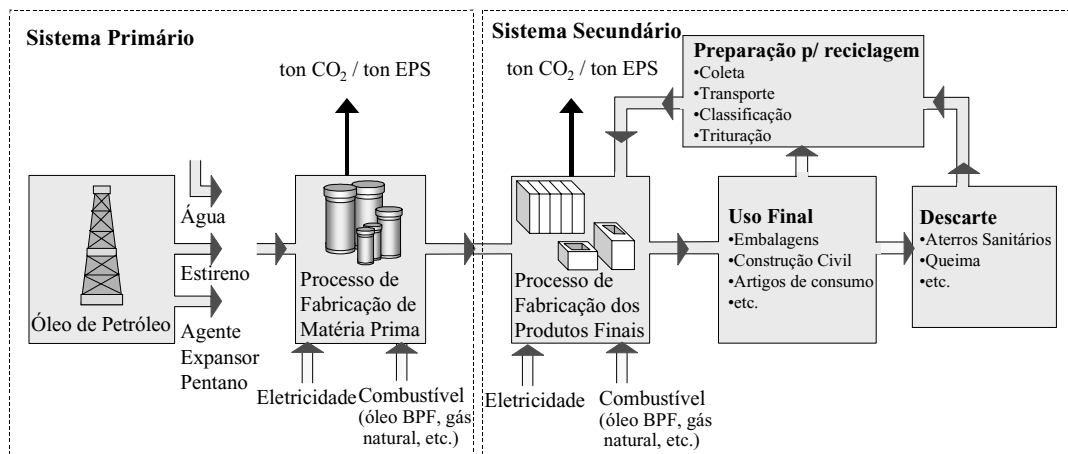 Sistema Primário
ton CO₂ / ton EPS
Água
Estireno
Óleo de Petróleo
Agente
Expansor
Pentano
Processo de
Fabricação de
Matéria Prima
Eletricidade
Combustível
(óleo BPF, gás
natural, etc.)
Sistema Secundário
ton CO₂ / ton EPS
Preparação p/ reciclagem
•Coleta
•Transporte
•Classificação
•Trituração
Processo de
Fabricação dos
Produtos Finais
Uso Final
•Embalagens
•Construção Civil
•Artigos de consumo
•etc.
Descarte
•Aterros Sanitários
•Queima
•etc.
Eletricidade
Combustível
(óleo BPF, gás
natural, etc.)